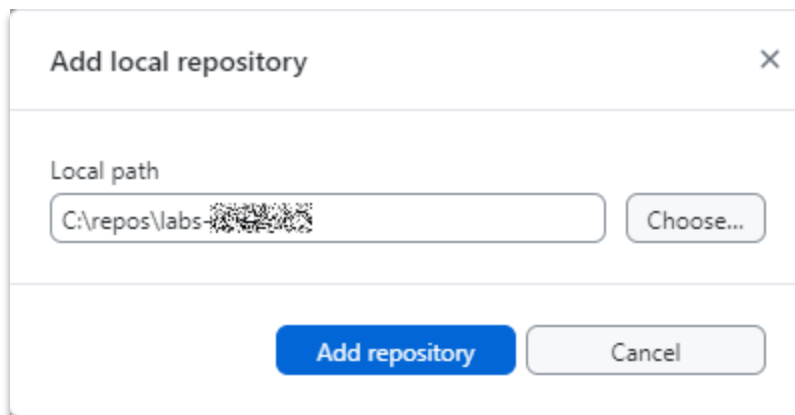 Add local repository
Local path
C:\repos\labs-
Choose...
Add repository
Cancel